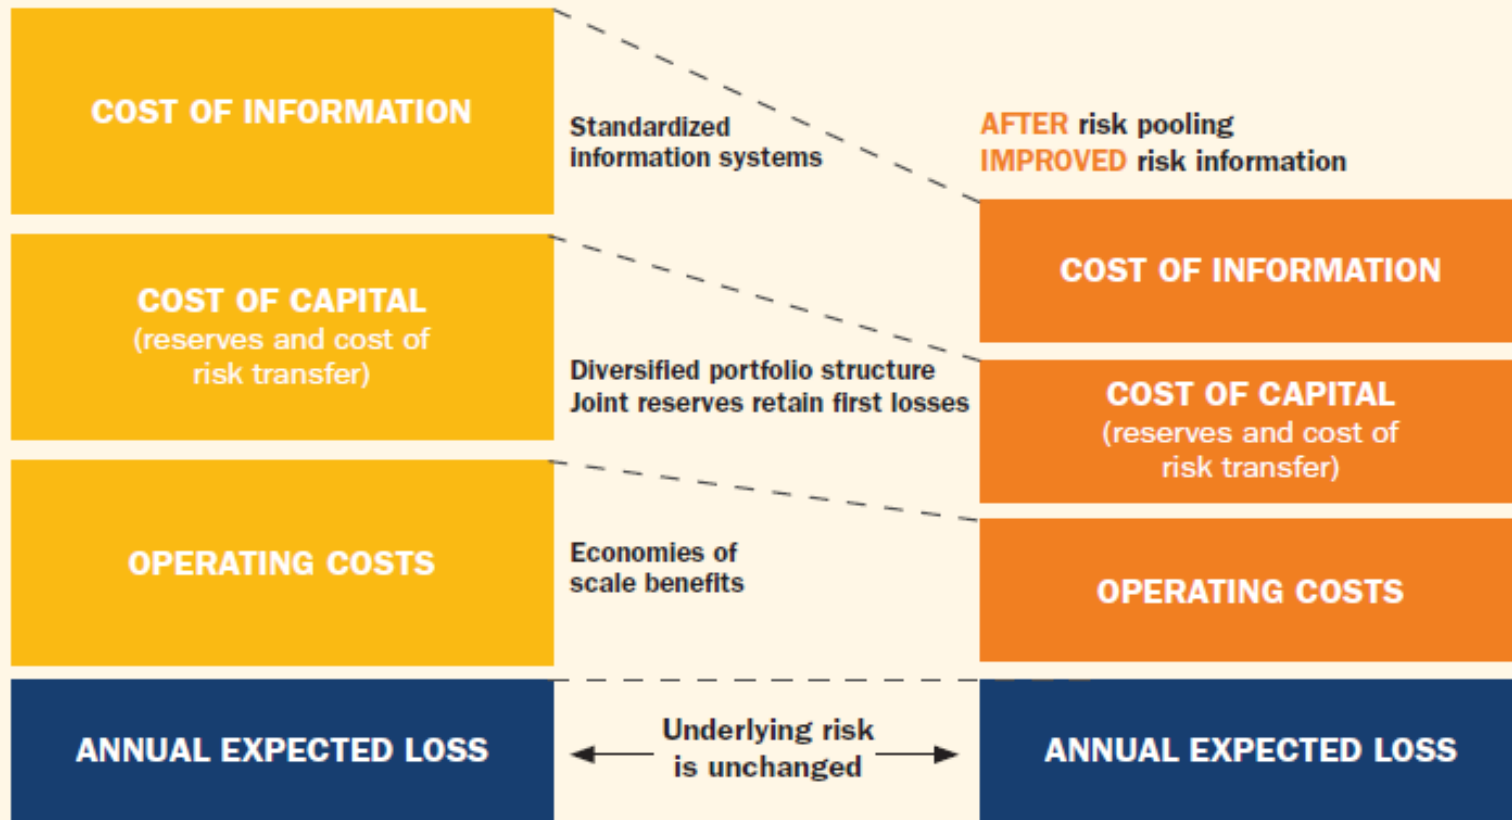 COST OF INFORMATION
COST OF CAPITAL
(reserves and cost of
risk transfer)
OPERATING COSTS
ANNUAL EXPECTED LOSS
Standardized
information systems
Diversified portfolio structure
Joint reserves retain first losses
Economies of
scale benefits
Underlying risk
is unchanged
AFTER risk pooling
IMPROVED risk information
COST OF INFORMATION
COST OF CAPITAL
(reserves and cost of
risk transfer)
OPERATING COSTS
ANNUAL EXPECTED LOSS